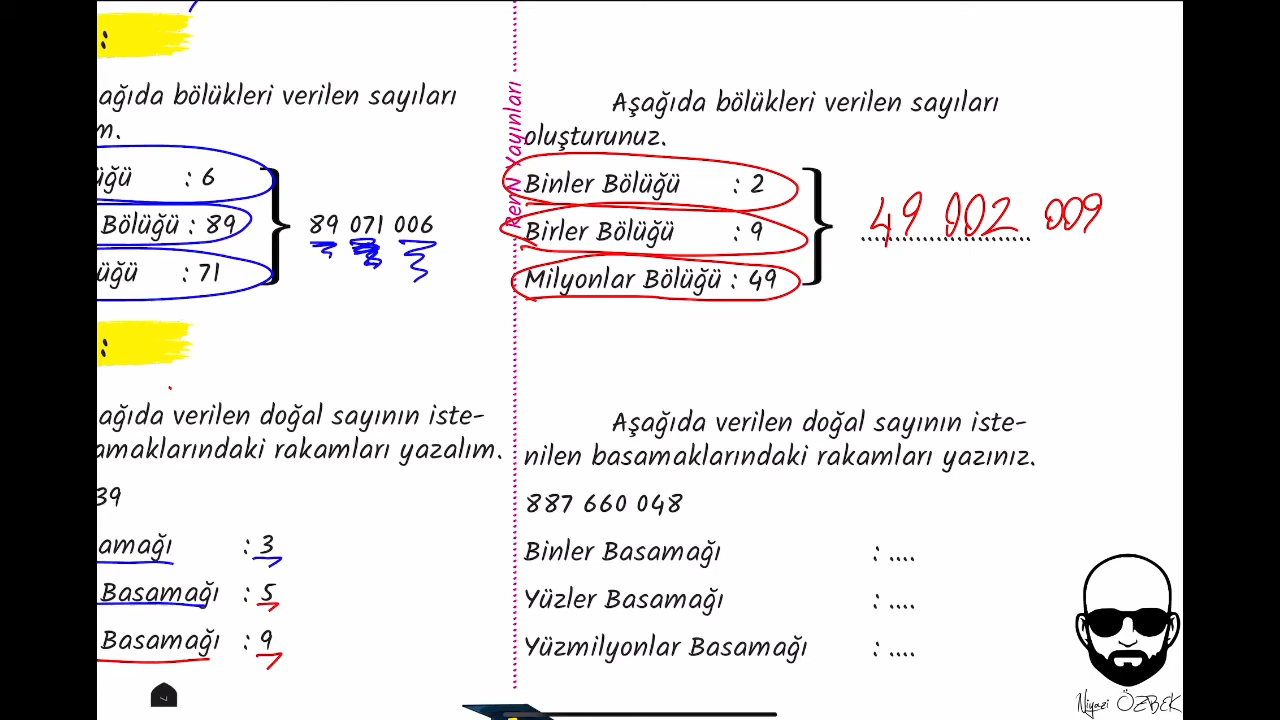 :
ağıda bölükleri verilen sayıları
m.
üğü : 6
Bölüğü : 89
üğü : 71
89 071 006
:
ağıda verilen doğal sayının iste-
amaklarındaki rakamları yazalım.
39
amağı : 3
Basamağı : 5
Basamağı : 9
7
RemN Yayınları
Aşağıda bölükleri verilen sayıları
oluşturunuz.
Binler Bölüğü : 2
Birler Bölüğü : 9
Milyonlar Bölüğü : 49
49 002 009
Aşağıda verilen doğal sayının iste-
nilen basamaklarındaki rakamları yazınız.
887 660 048
Binler Basamağı : ....
Yüzler Basamağı : ....
Yüzmilyonlar Basamağı : ....
Niyazi ÖZBEK